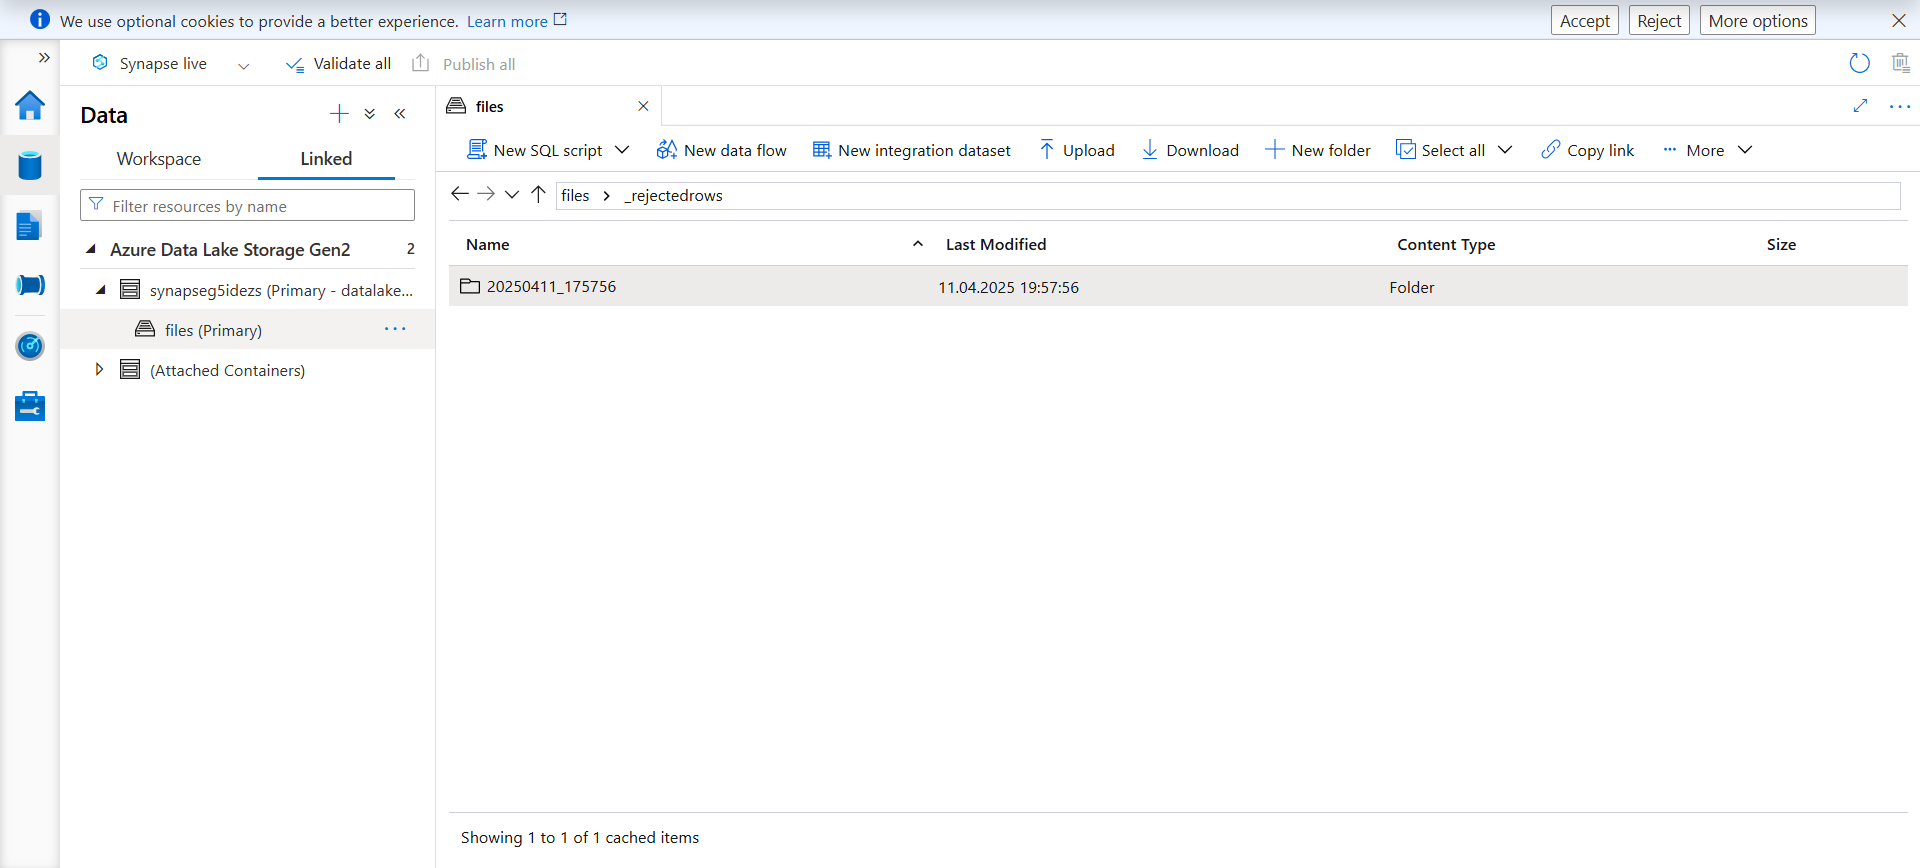 We use optional cookies to provide a better experience. Learn more
Accept
Reject
More options
Synapse live
Validate all
Publish all
Data
Workspace
Linked
Filter resources by name
Azure Data Lake Storage Gen2
2
synapseg5idezs (Primary - datalake...
files (Primary)
(Attached Containers)
files
New SQL script
New data flow
New integration dataset
Upload
Download
New folder
Select all
Copy link
More
files
_rejectedrows
Name
Last Modified
Content Type
Size
20250411_175756
11.04.2025 19:57:56
Folder
Showing 1 to 1 of 1 cached items